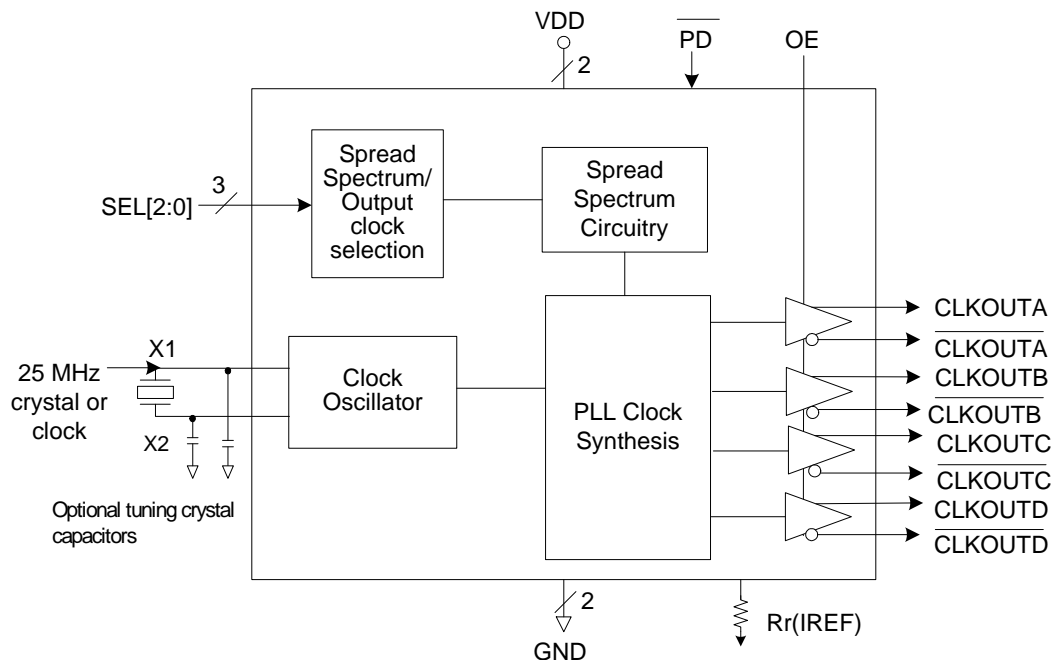 VDD
PD
OE
2
Spread
Spectrum/
Output
clock
selection
Spread
Spectrum
Circuitry
3
SEL[2:0]
CLKOUTA
CLKOUTA
CLKOUTB
CLKOUTB
CLKOUTC
CLKOUTC
CLKOUTD
CLKOUTD
X1
25 MHz
crystal or
clock
X2
Clock
Oscillator
PLL Clock
Synthesis
Optional tuning crystal
capacitors
2
GND
Rr(IREF)